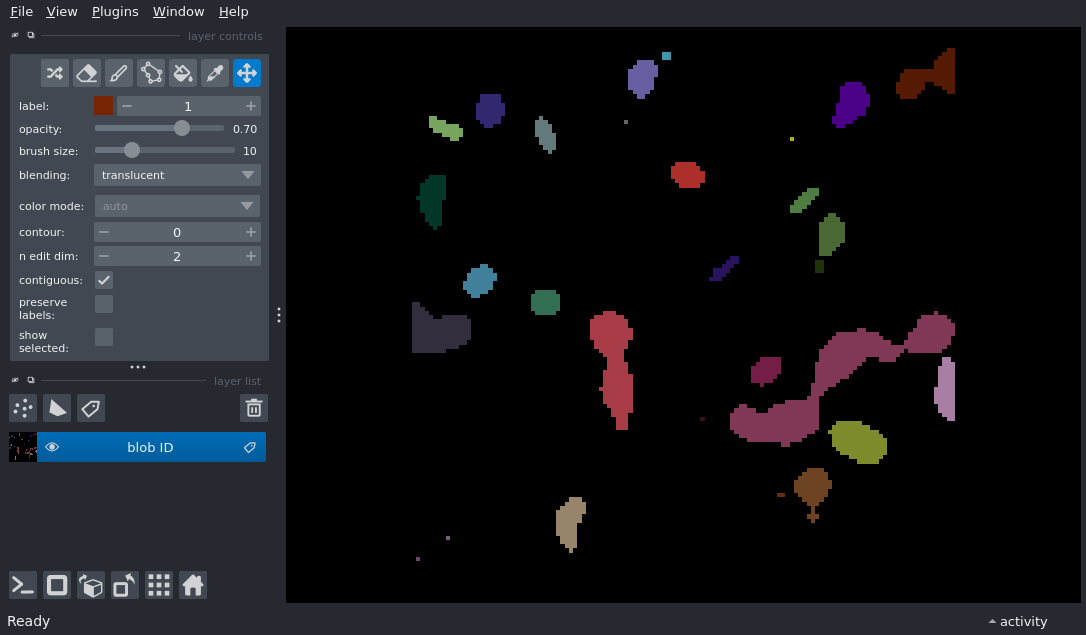 File View Plugins Window Help
layer controls
label: 1
opacity: 0.70
brush size: 10
blending: translucent
color mode: auto
contour: 0
n edit dim: 2
contiguous:
preserve
labels:
show
selected:
layer list
blob ID
Ready
activity